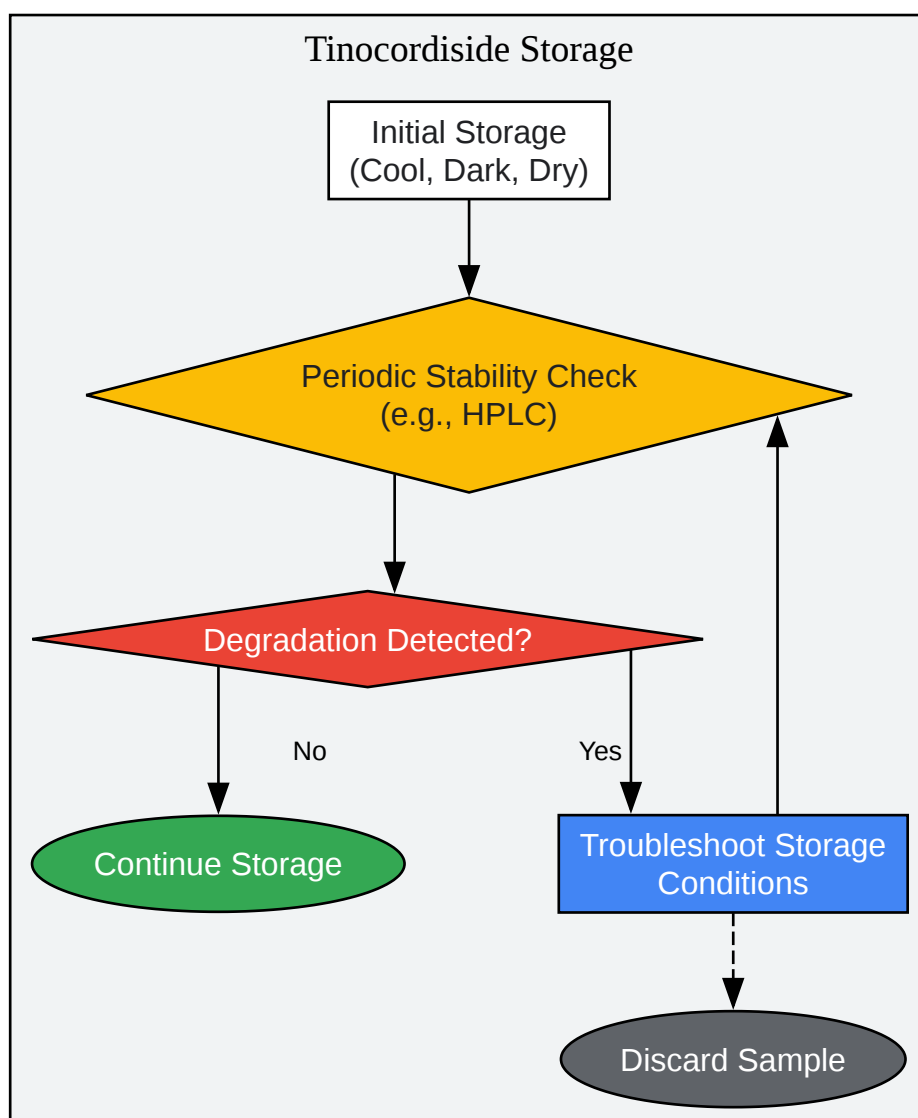 Tinocordiside Storage
Initial Storage
(Cool, Dark, Dry)
Periodic Stability Check
(e.g., HPLC)
Degradation Detected?
No
Yes
Continue Storage
Troubleshoot Storage
Conditions
Discard Sample